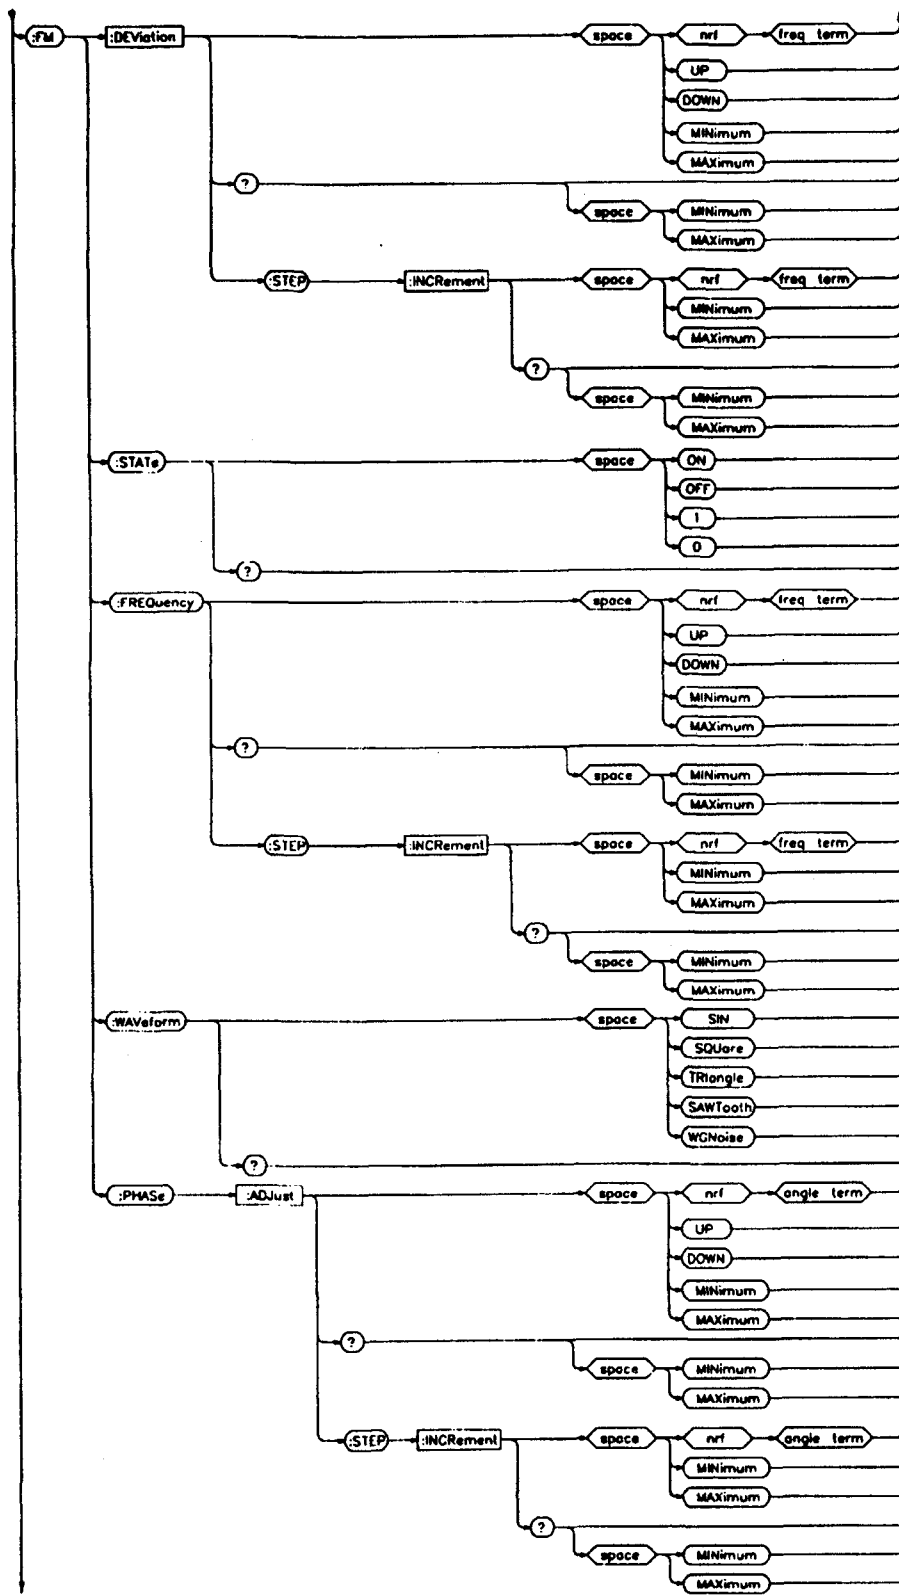 :FM :DEViation space nrf freq term
UP
DOWN
MINimum
MAXimum
?
space MINimum
MAXimum
:STEP :INCRement space nrf freq term
MINimum
MAXimum
?
space MINimum
MAXimum
:STATe space ON
OFF
1
0
?
:FREQuency space nrf freq term
UP
DOWN
MINimum
MAXimum
?
space MINimum
MAXimum
:STEP :INCRement space nrf freq term
MINimum
MAXimum
?
space MINimum
MAXimum
:WAVeform space SIN
SQUare
TRIangle
SAWTooth
WGNoise
?
:PHASe :ADJust space nrf angle term
UP
DOWN
MINimum
MAXimum
?
space MINimum
MAXimum
:STEP :INCRement space nrf angle term
MINimum
MAXimum
?
space MINimum
MAXimum